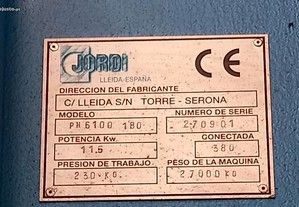 JORDI
CE
LLEIDA-ESPAÑA
DIRECCION DEL FABRICANTE
C/ LLEIDA S/N TORRE - SERONA
MODELO NUMERO DE SERIE
PH 6100 180 270901
POTENCIA Kw. CONECTADA
11.5 380
PRESION DE TRABAJO PESO DE LA MAQUINA
230 KG. 27000 KG